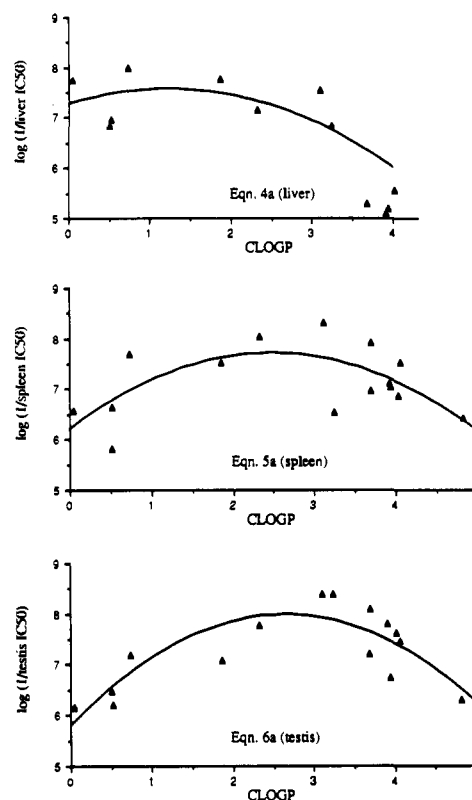 9
8
7
6
5
log (1/liver IC50)
Eqn. 4a (liver)
0 1 2 3 4
CLOGP
9
8
7
6
5
log (1/spleen IC50)
Eqn. 5a (spleen)
0 1 2 3 4
CLOGP
9
8
7
6
5
log (1/testis IC50)
Eqn. 6a (testis)
0 1 2 3 4
CLOGP